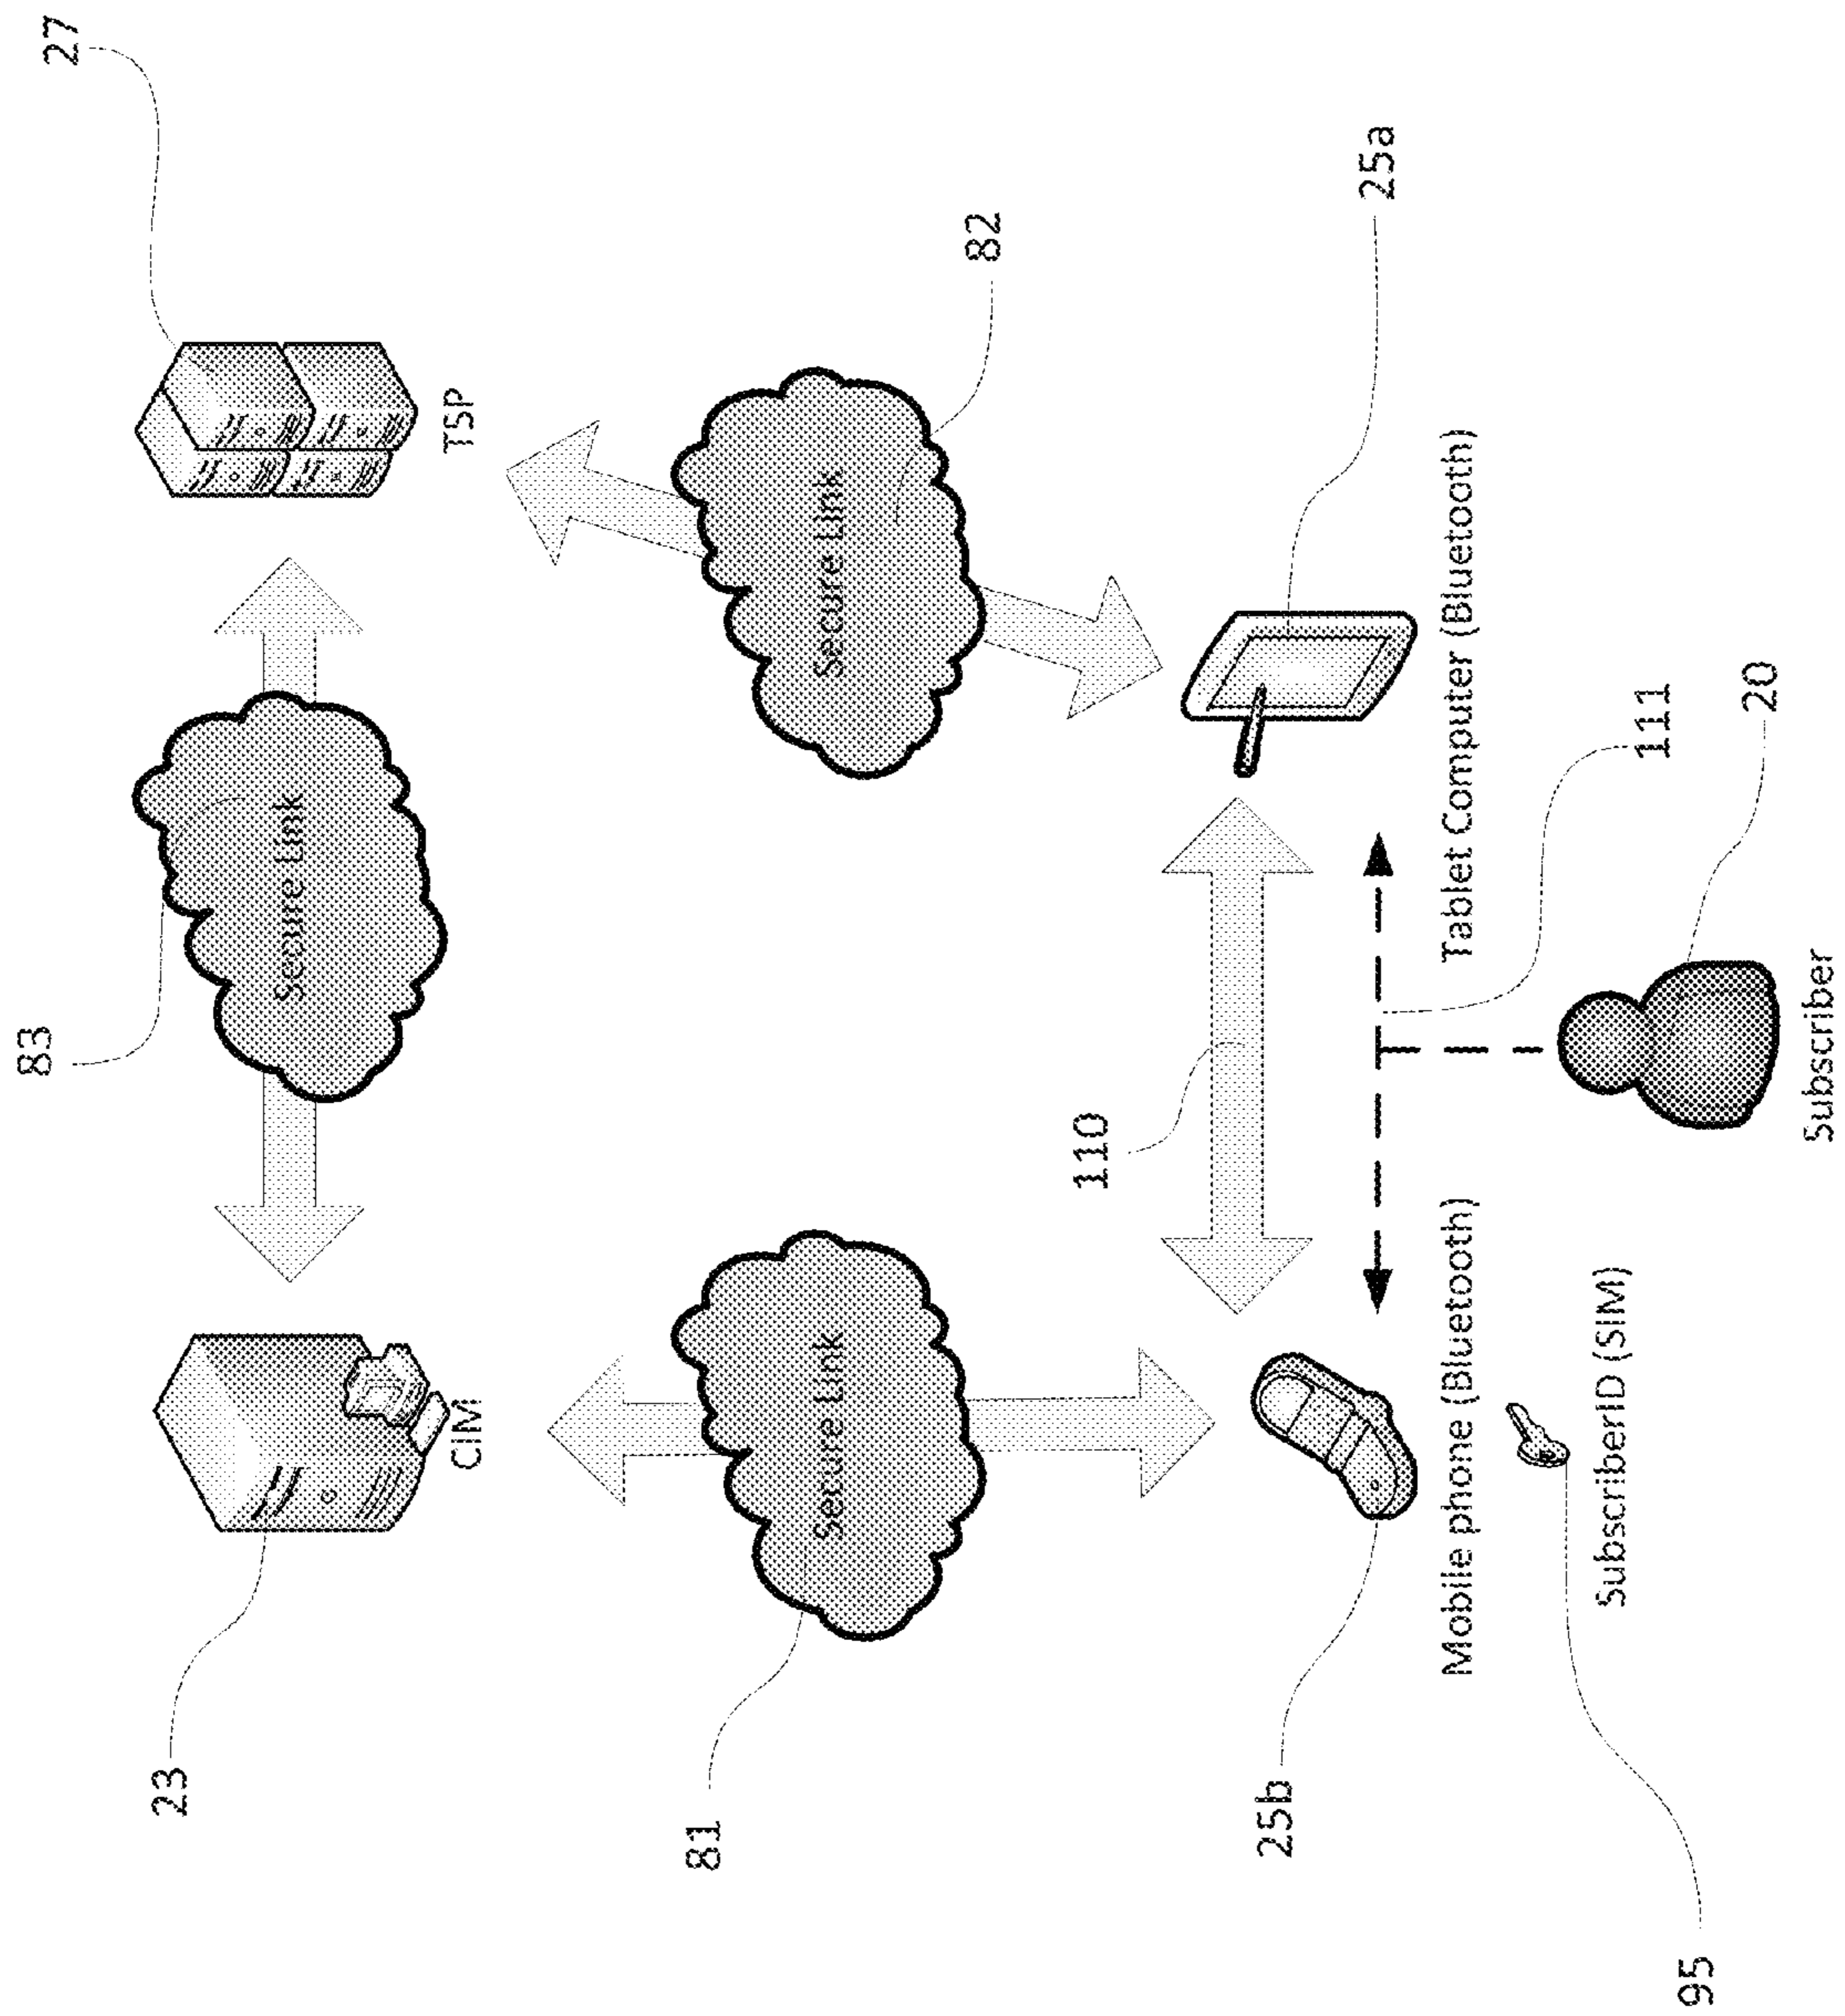 83
27
23
Secure Link
CIM
TSP
81
Secure Link
Secure Link
82
110
25b
25a
Mobile phone (Bluetooth)
Tablet Computer (Bluetooth)
SubscriberID (SIM)
111
95
20
Subscriber